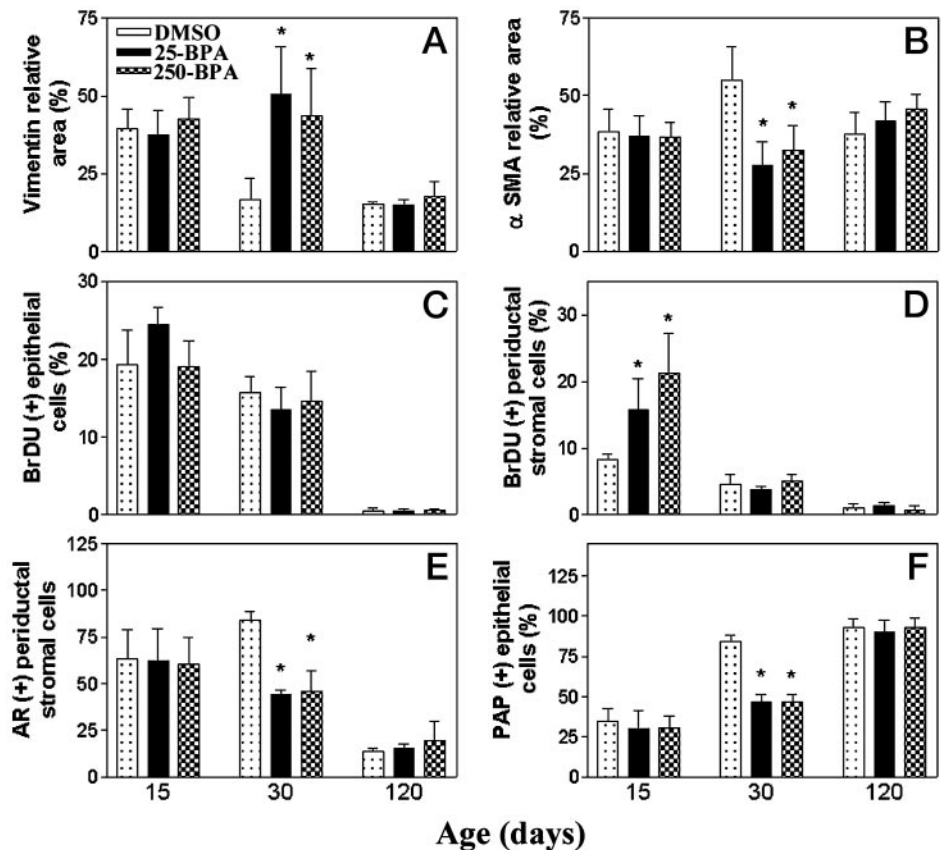 75
50
25
0
Vimentin relative
area (%)
DMSO
25-BPA
250-BPA
A
*
*
75
50
25
0
α SMA relative area
(%)
B
*
*
30
20
10
0
BrDU (+) epithelial
cells (%)
C
30
20
10
0
BrDU (+) periductal
stromal cells (%)
D
*
*
125
100
75
50
25
0
AR (+) periductal
stromal cells
E
*
*
125
100
75
50
25
0
PAP (+) epithelial
cells (%)
F
*
*
15
30
120
15
30
120
Age (days)